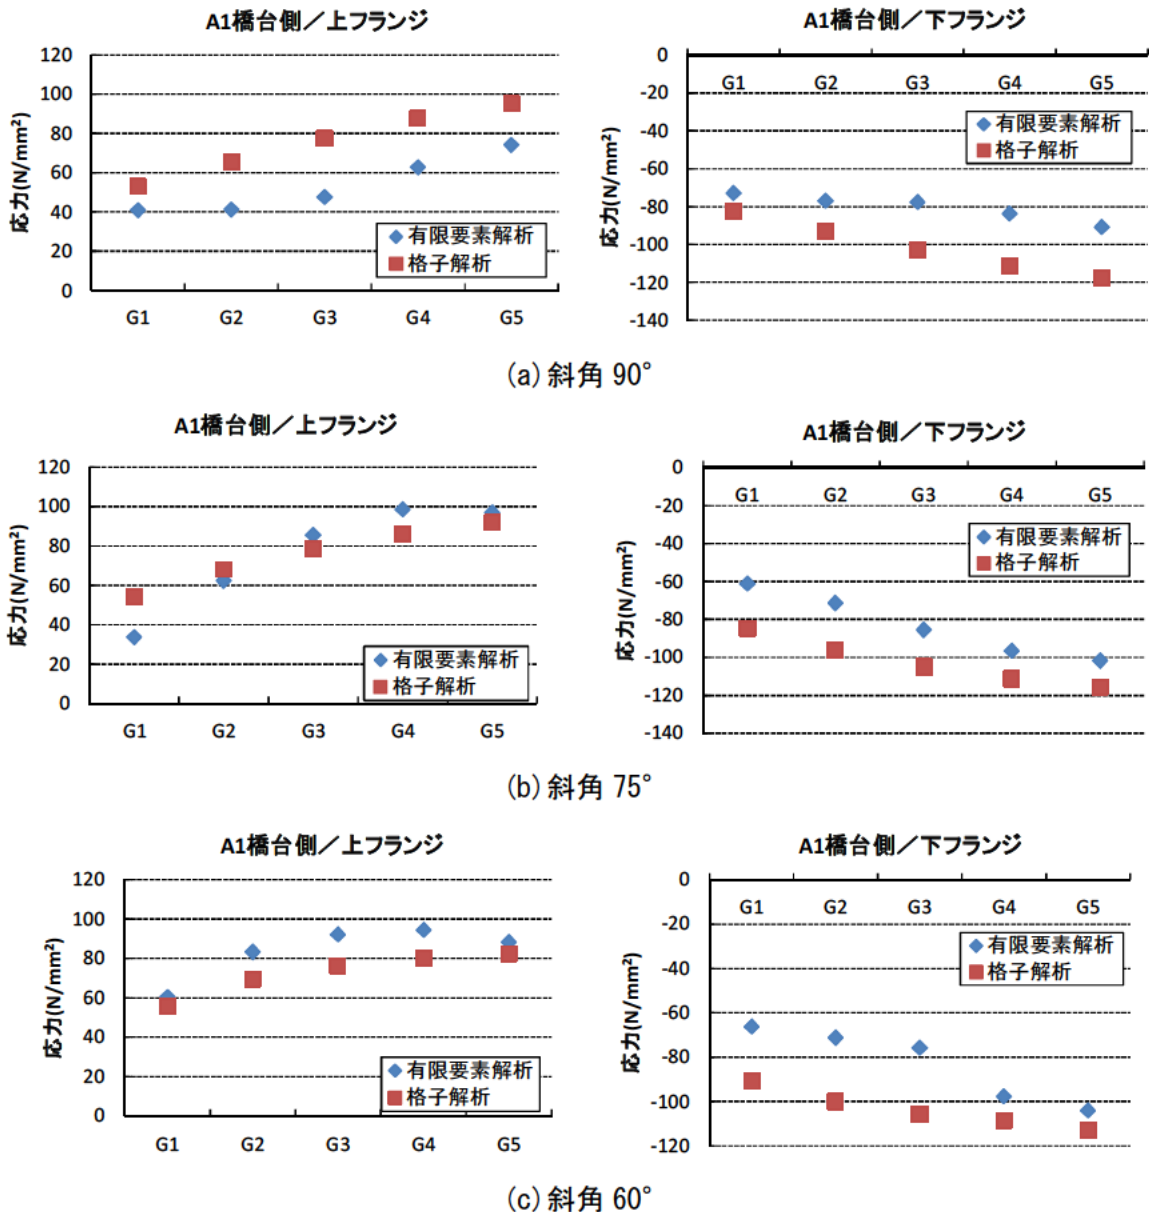 A1橋台側／上フランジ
120
100
80
60
40
20
0
応力(N/mm²)
有限要素解析
格子解析
G1 G2 G3 G4 G5
A1橋台側／下フランジ
0
-20
-40
-60
-80
-100
-120
-140
応力(N/mm²)
G1 G2 G3 G4 G5
有限要素解析
格子解析
(a) 斜角 90°
A1橋台側／上フランジ
120
100
80
60
40
20
0
応力(N/mm²)
有限要素解析
格子解析
G1 G2 G3 G4 G5
A1橋台側／下フランジ
0
-20
-40
-60
-80
-100
-120
-140
応力(N/mm²)
G1 G2 G3 G4 G5
有限要素解析
格子解析
(b) 斜角 75°
A1橋台側／上フランジ
120
100
80
60
40
20
0
応力(N/mm²)
有限要素解析
格子解析
G1 G2 G3 G4 G5
A1橋台側／下フランジ
0
-20
-40
-60
-80
-100
-120
応力(N/mm²)
G1 G2 G3 G4 G5
有限要素解析
格子解析
(c) 斜角 60°